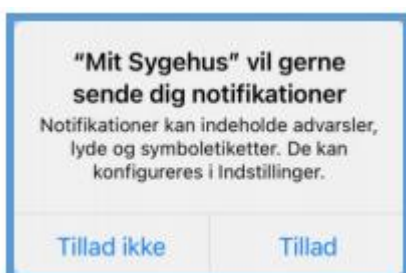 “Mit Sygehus” vil gerne
sende dig notifikationer
Notifikationer kan indeholde advarsler,
lyde og symboletiketter. De kan
konfigureres i Indstillinger.
Tillad ikke
Tillad